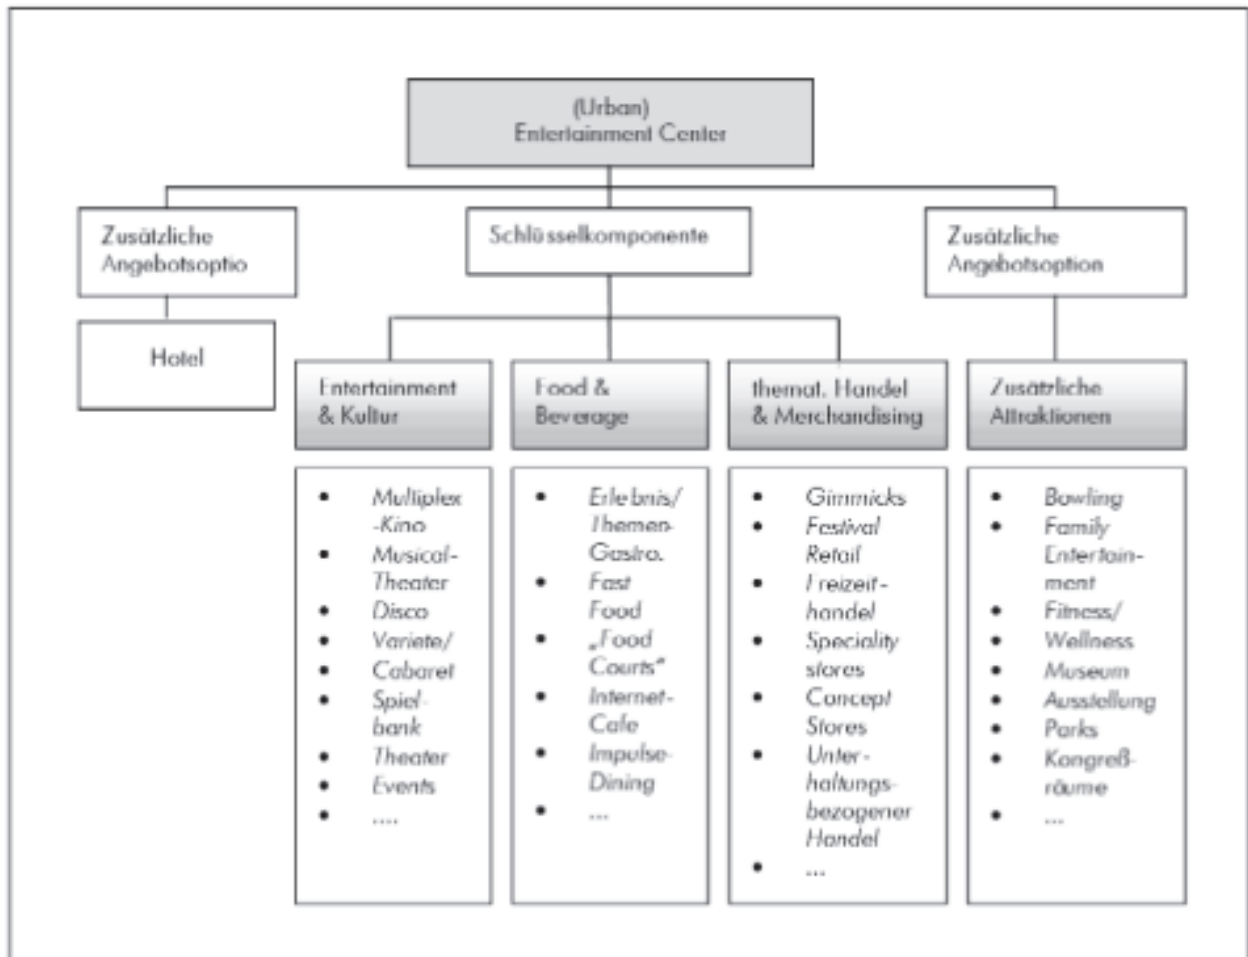 (Urban)
Entertainment Center
Zusätzliche
Angebotsoptio
Schlüsselkomponente
Zusätzliche
Angebotsoption
Hotel
Entertainment
& Kultur
Food &
Beverage
themat. Handel
& Merchandising
Zusätzliche
Attraktionen
• Multiplex
-Kino
• Musical-
Theater
• Disco
• Variete/
• Cabaret
• Spiel-
bank
• Theater
• Events
• ....
• Erlebnis/
Themen-
Gastro.
• Fast
Food
• „Food
Courts"
• Internet-
Cafe
• Impulse-
Dining
• ...
• Gimmicks
• Festival
Retail
• Freizeit-
handel
• Speciality
stores
• Concept
Stores
• Unter-
haltungs-
bezogener
Handel
• ...
• Bowling
• Family
Entertain-
ment
• Fitness/
• Wellness
• Museum
• Ausstellung
• Parks
• Kongreß-
räume
• ...